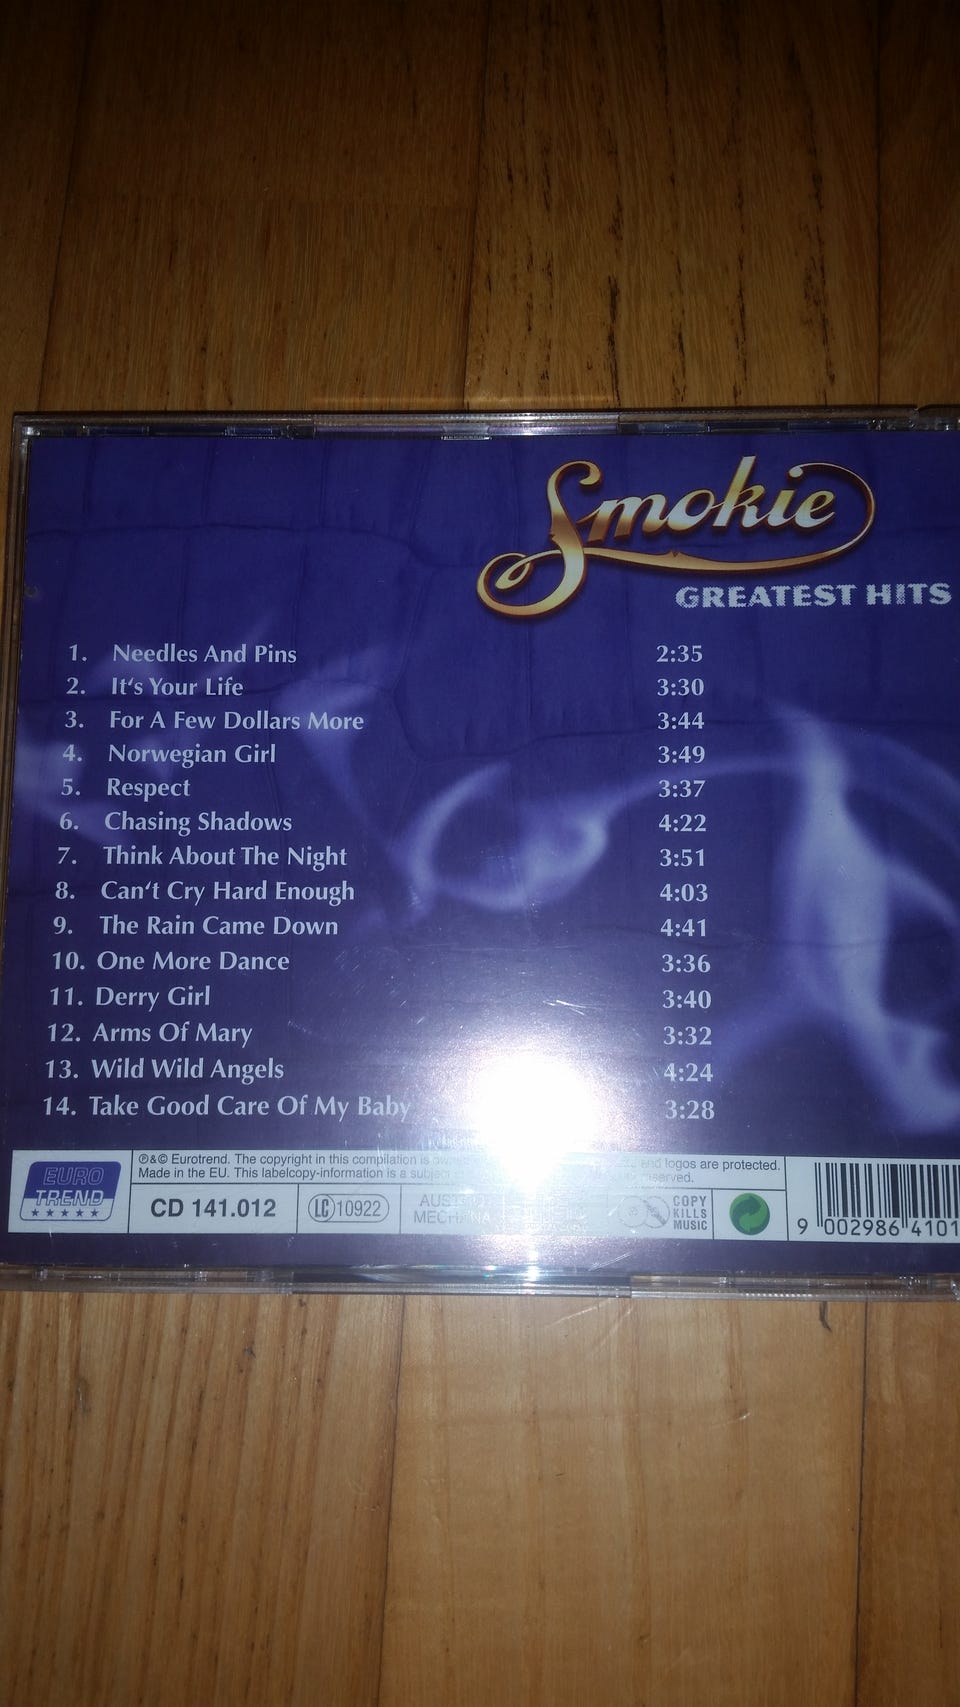 Smokie
GREATEST HITS
1. Needles And Pins 2:35
2. It's Your Life 3:30
3. For A Few Dollars More 3:44
4. Norwegian Girl 3:49
5. Respect 3:37
6. Chasing Shadows 4:22
7. Think About The Night 3:51
8. Can't Cry Hard Enough 4:03
9. The Rain Came Down 4:41
10. One More Dance 3:36
11. Derry Girl 3:40
12. Arms Of Mary 3:32
13. Wild Wild Angels 4:24
14. Take Good Care Of My Baby 3:28
EURO
TREND
℗&© Eurotrend. The copyright in this compilation is and logos are protected.
Made in the EU. This labelcopy-information is a
CD 141.012
LC 10922
COPY
KILLS
MUSIC
9 002986 4101